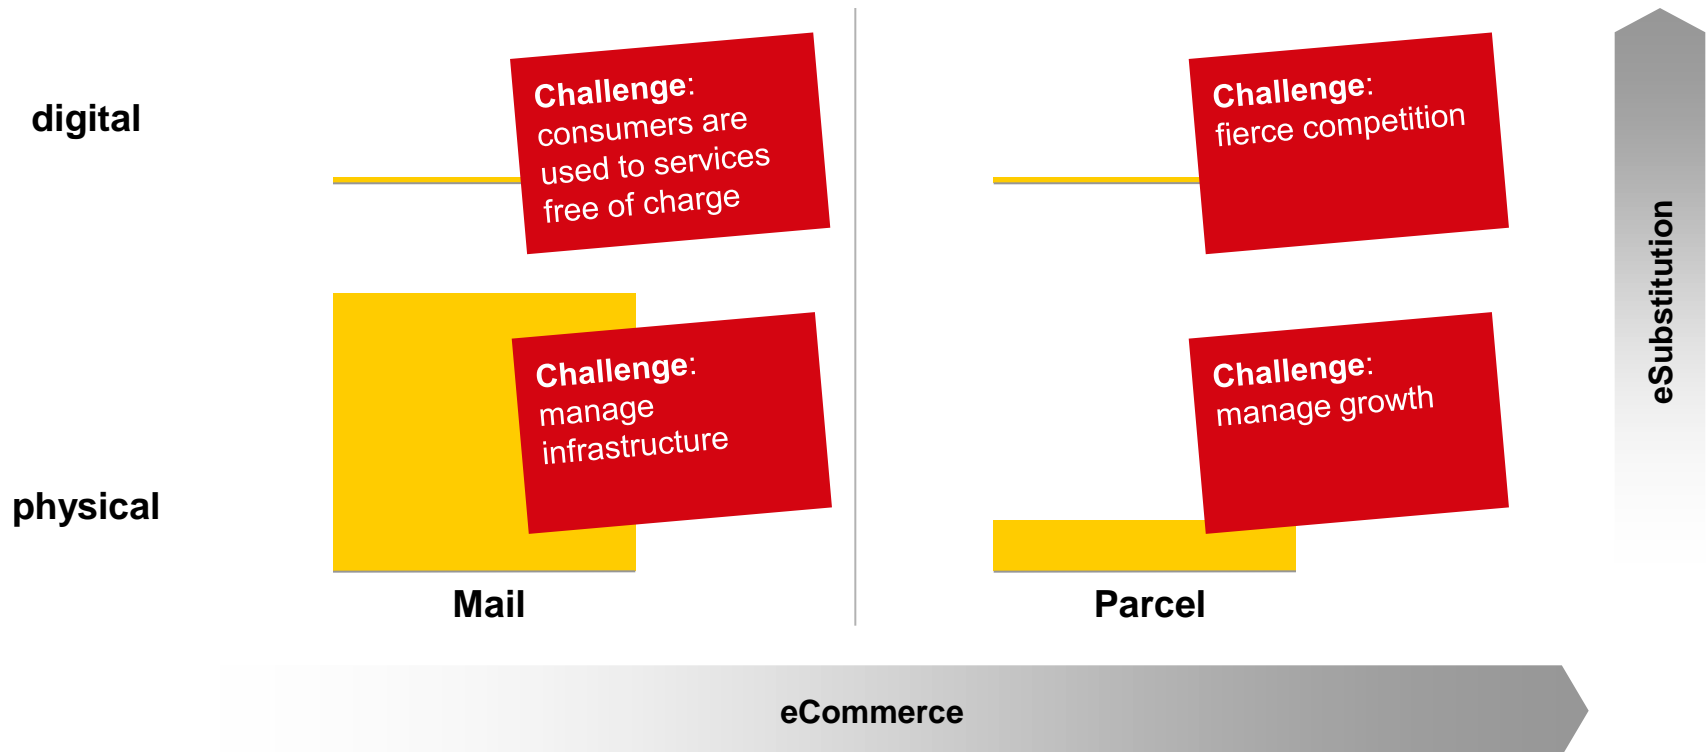 digital
Challenge:
consumers are
used to services
free of charge
Challenge:
fierce competition
physical
Challenge:
manage
infrastructure
Challenge:
manage growth
Mail
Parcel
eCommerce
eSubstitution